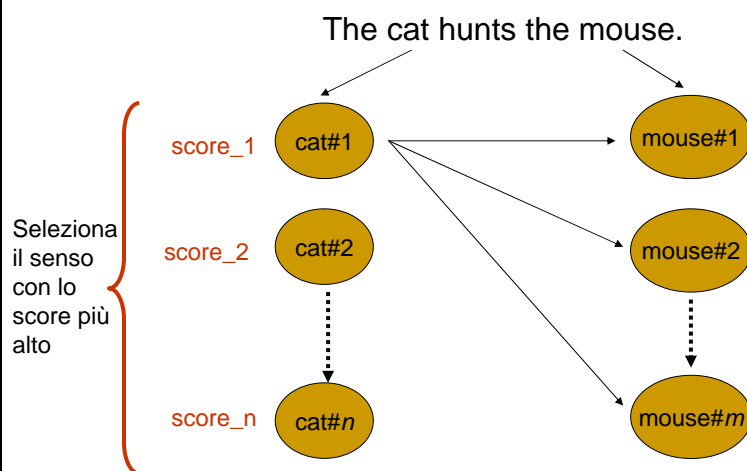 The cat hunts the mouse.
score_1 cat#1 mouse#1
Seleziona
il senso
con lo
score più
alto
score_2 cat#2 mouse#2
score_n cat#n mouse#m